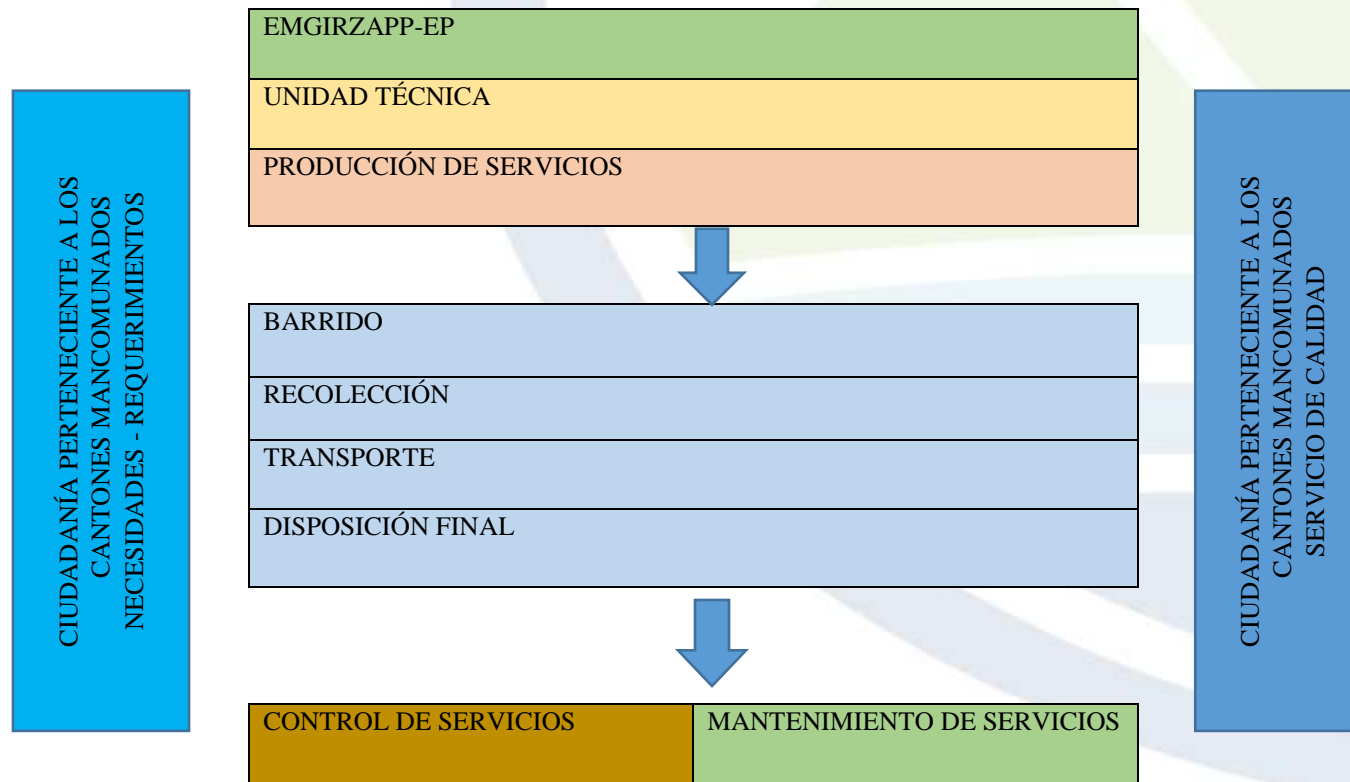 CIUDADANÍA PERTENECIENTE A LOS
CANTONES MANCOMUNADOS
NECESIDADES - REQUERIMIENTOS
EMGIRZAPP-EP
UNIDAD TÉCNICA
PRODUCCIÓN DE SERVICIOS
BARRIDO
RECOLECCIÓN
TRANSPORTE
DISPOSICIÓN FINAL
CONTROL DE SERVICIOS
MANTENIMIENTO DE SERVICIOS
CIUDADANÍA PERTENECIENTE A LOS
CANTONES MANCOMUNADOS
SERVICIO DE CALIDAD